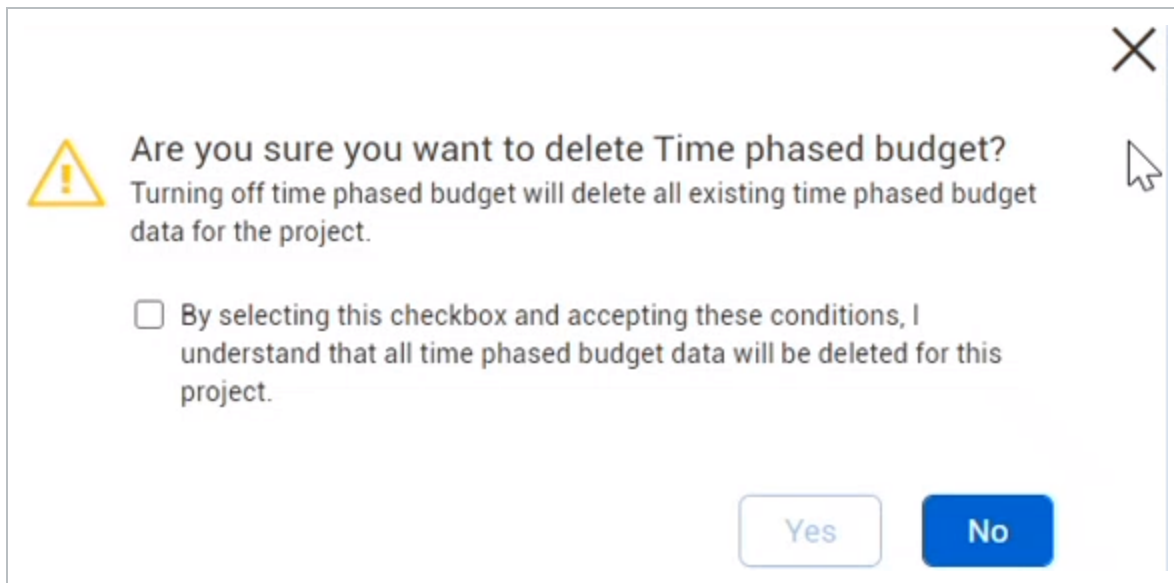 Are you sure you want to delete Time phased budget?
Turning off time phased budget will delete all existing time phased budget
data for the project.
By selecting this checkbox and accepting these conditions, I
understand that all time phased budget data will be deleted for this
project.
Yes No